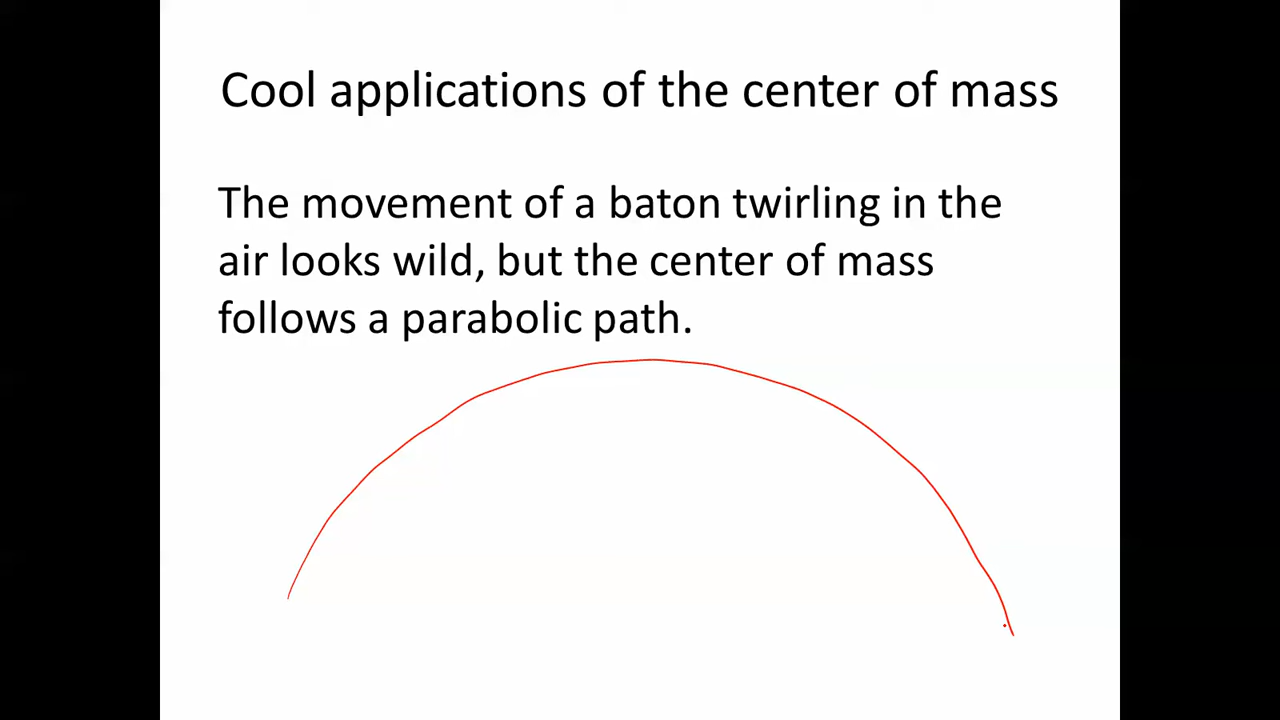 Cool applications of the center of mass
The movement of a baton twirling in the
air looks wild, but the center of mass
follows a parabolic path.